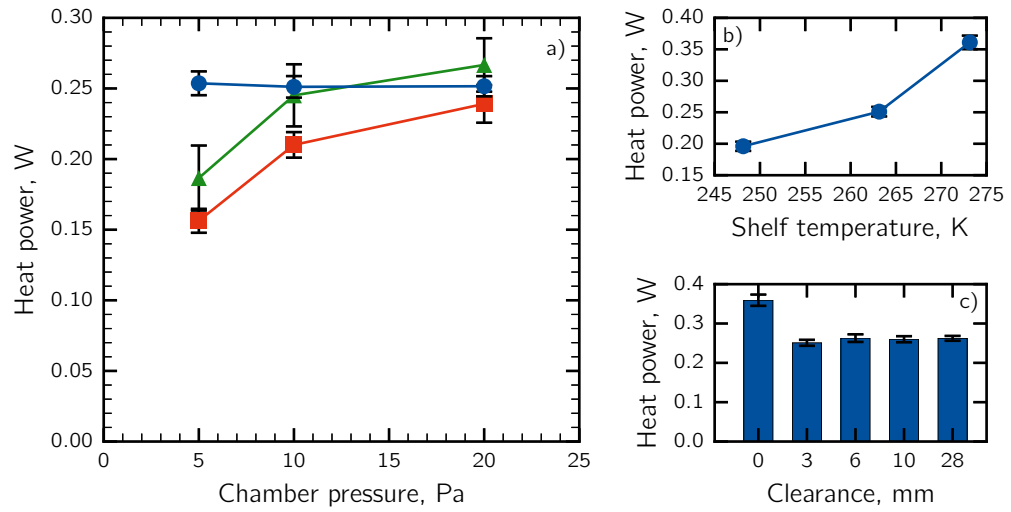 a)
0.30
0.25
0.20
0.15
0.10
0.05
0.00
Heat power, W
0 5 10 15 20 25
Chamber pressure, Pa
b)
0.40
0.35
0.30
0.25
0.20
0.15
Heat power, W
245 250 255 260 265 270 275
Shelf temperature, K
c)
0.4
0.3
0.2
0.1
0.0
Heat power, W
0 3 6 10 28
Clearance, mm